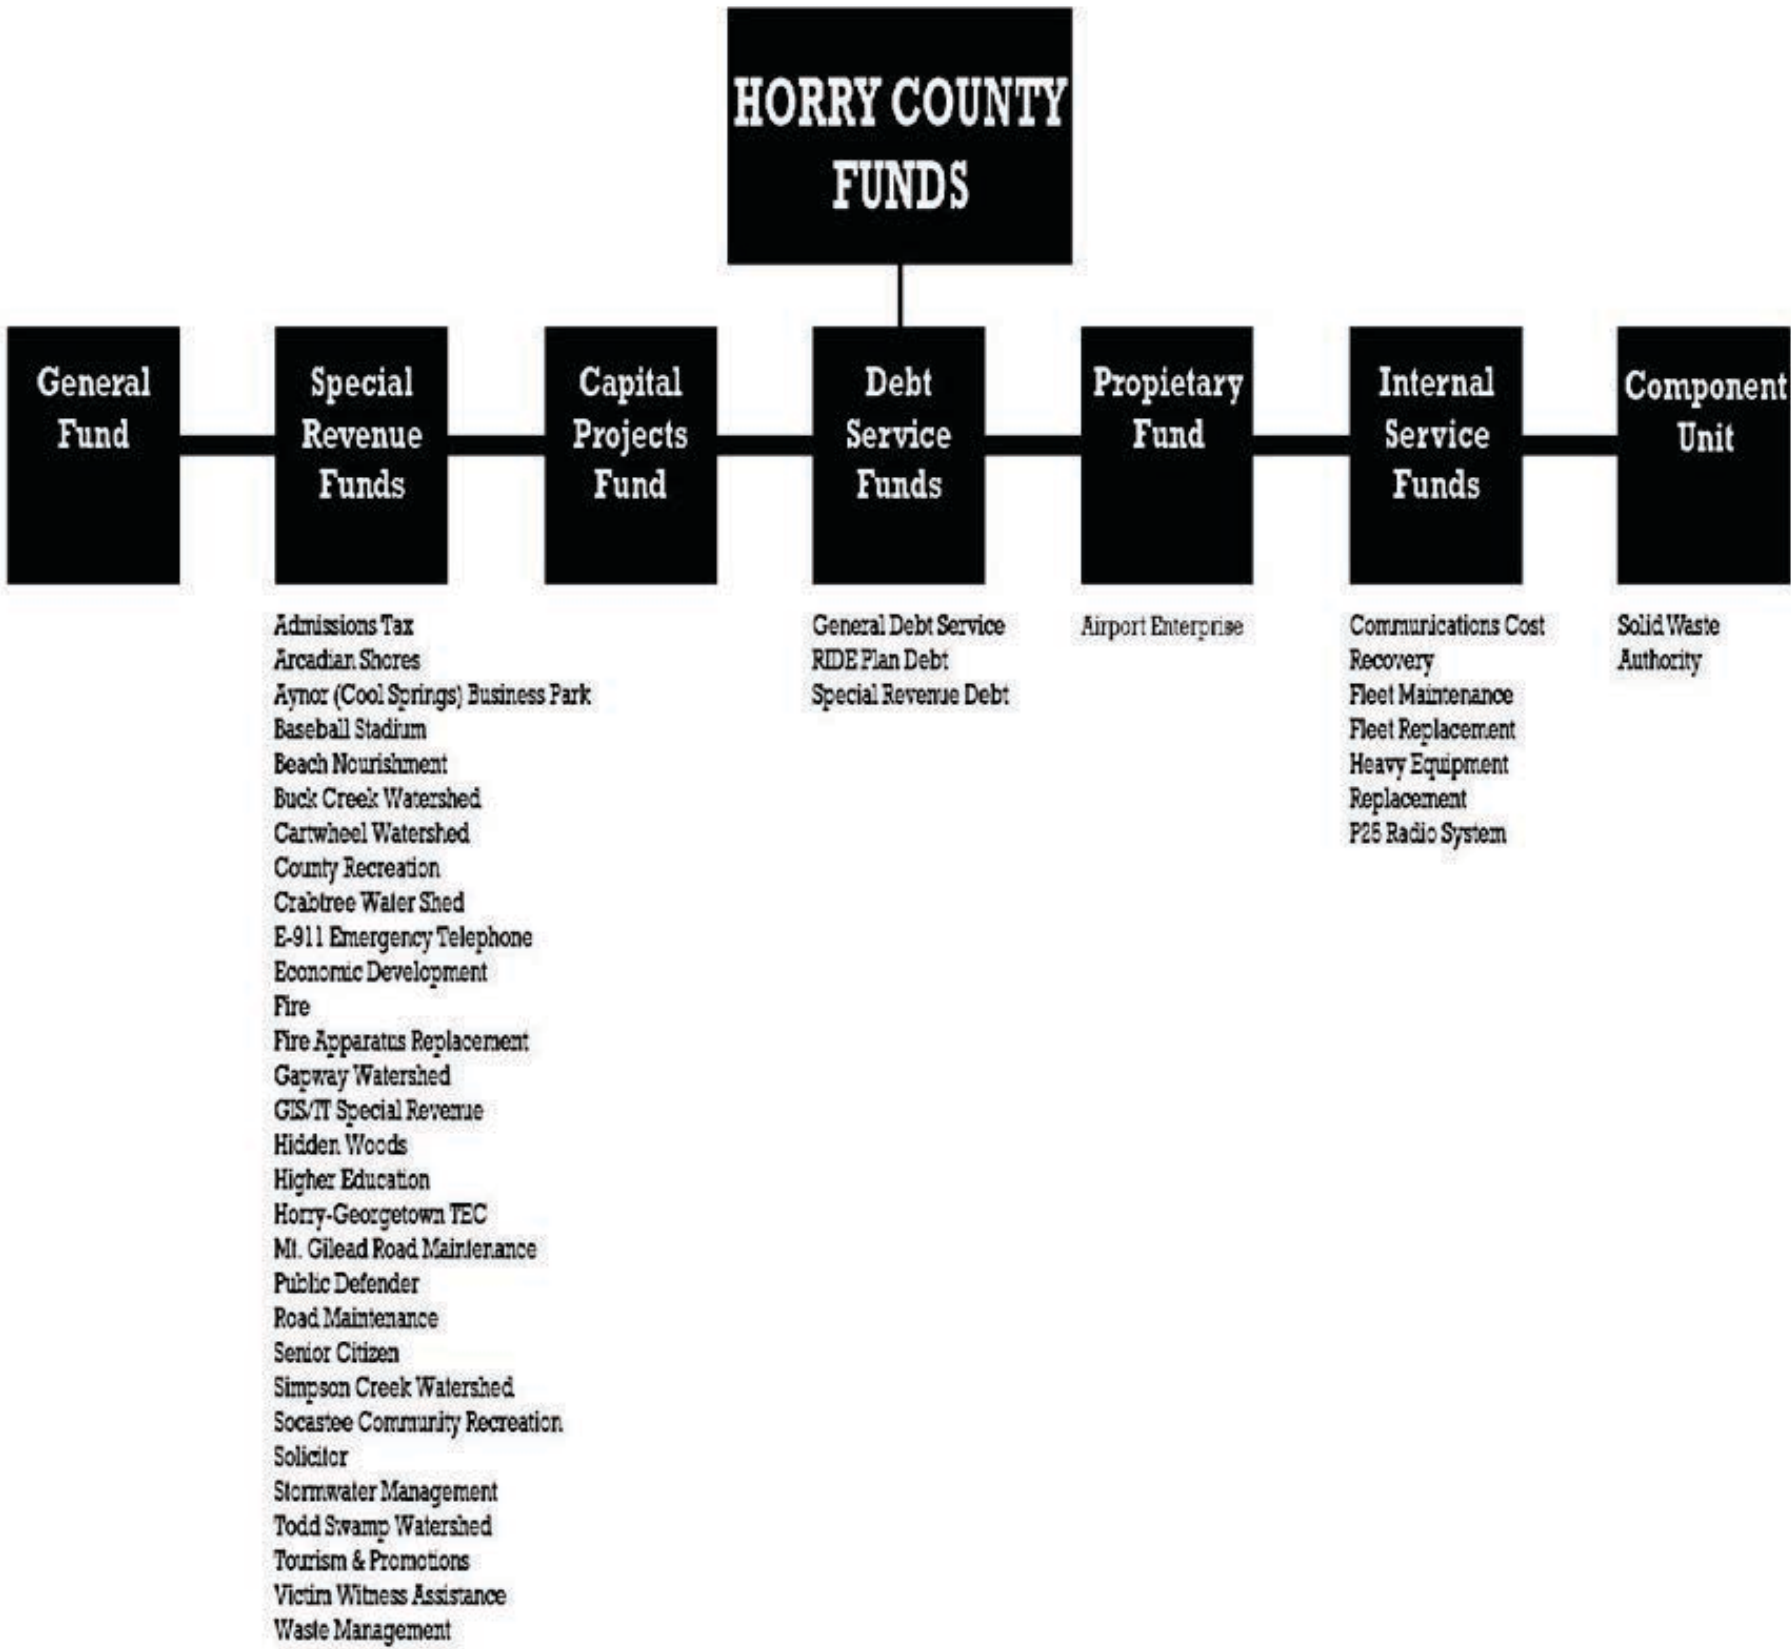 HORRY COUNTY
FUNDS
General
Fund
Special
Revenue
Funds
Capital
Projects
Fund
Debt
Service
Funds
Propietary
Fund
Internal
Service
Funds
Component
Unit
Admissions Tax
Arcadian Shores
Aynor (Cool Springs) Business Park
Baseball Stadium
Beach Nourishment
Buck Creek Watershed
Cartwheel Watershed
County Recreation
Crabtree Water Shed
E-911 Emergency Telephone
Economic Development
Fire
Fire Apparatus Replacement
Gapway Watershed
GIS/IT Special Revenue
Hidden Woods
Higher Education
Horry-Georgetown TEC
Mt. Gilead Road Maintenance
Public Defender
Road Maintenance
Senior Citizen
Simpson Creek Watershed
Socastee Community Recreation
Solicitor
Stormwater Management
Todd Swamp Watershed
Tourism & Promotions
Victim Witness Assistance
Waste Management
General Debt Service
RIDE Plan Debt
Special Revenue Debt
Airport Enterprise
Communications Cost
Recovery
Fleet Maintenance
Fleet Replacement
Heavy Equipment
Replacement
P25 Radio System
Solid Waste
Authority